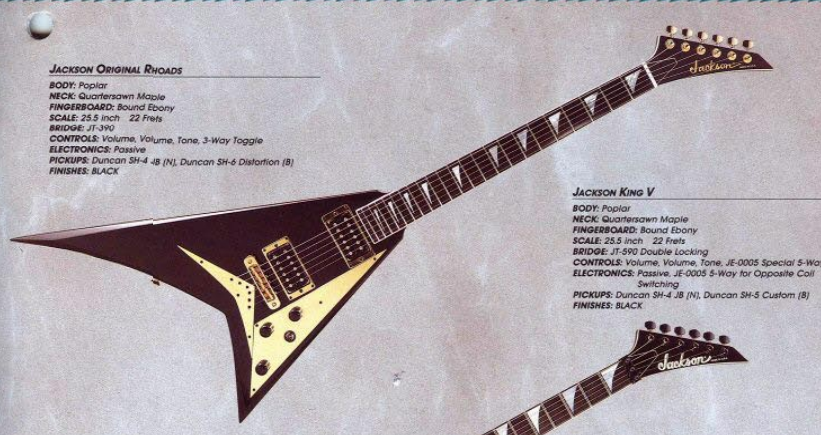 JACKSON ORIGINAL RHOADS
BODY: Poplar
NECK: Quartersawn Maple
FINGERBOARD: Bound Ebony
SCALE: 25.5 inch 22 Frets
BRIDGE: JT-390
CONTROLS: Volume, Volume, Tone, 3-Way Toggle
ELECTRONICS: Passive
PICKUPS: Duncan SH-4 JB (N), Duncan SH-6 Distortion (B)
FINISHES: BLACK
Jackson
JACKSON KING V
BODY: Poplar
NECK: Quartersawn Maple
FINGERBOARD: Bound Ebony
SCALE: 25.5 inch 22 Frets
BRIDGE: JT-590 Double Locking
CONTROLS: Volume, Volume, Tone, JE-0005 Special 5-Wa
ELECTRONICS: Passive, JE-0005 5-Way for Opposite Coil
Switching
PICKUPS: Duncan SH-4 JB (N), Duncan SH-5 Custom (B)
FINISHES: BLACK
Jackson